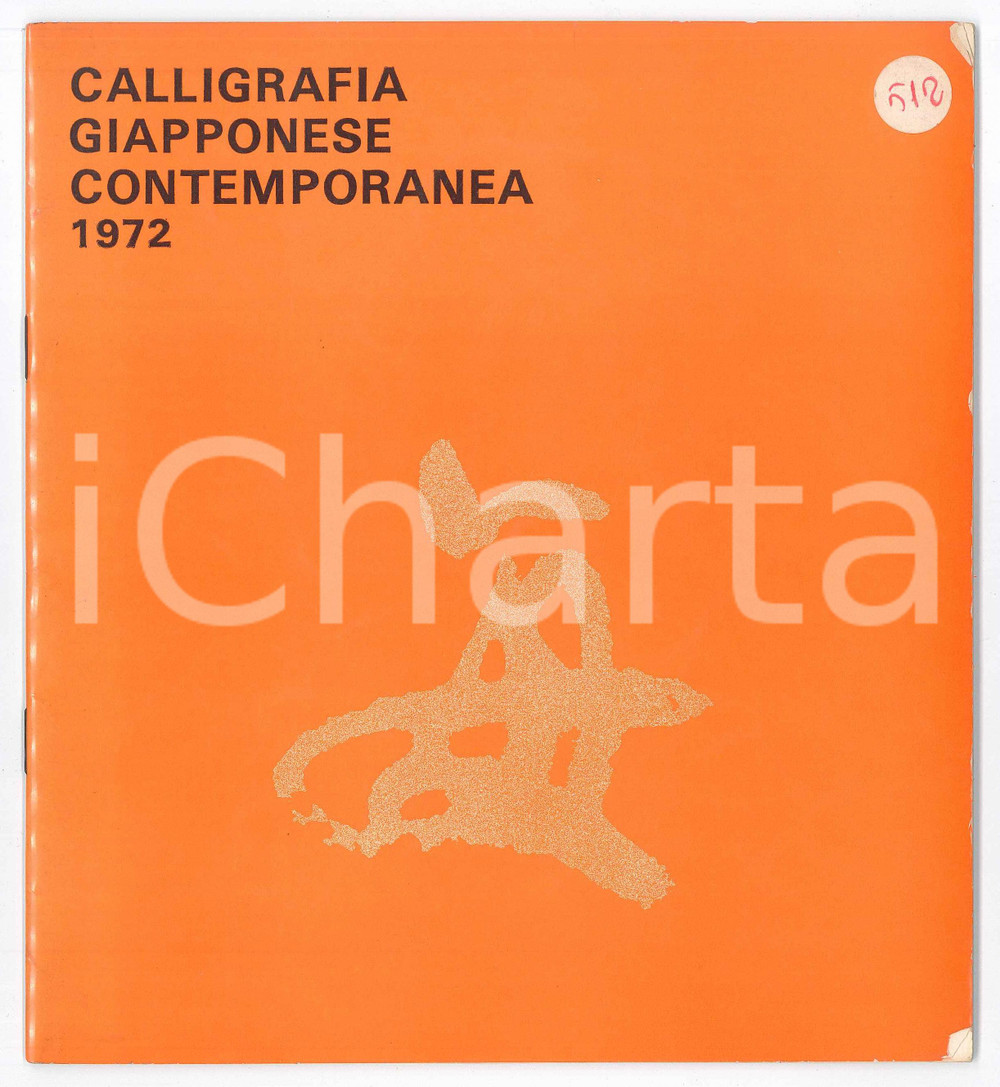 CALLIGRAFIA
GIAPPONESE
CONTEMPORANEA
1972
512
iCharta